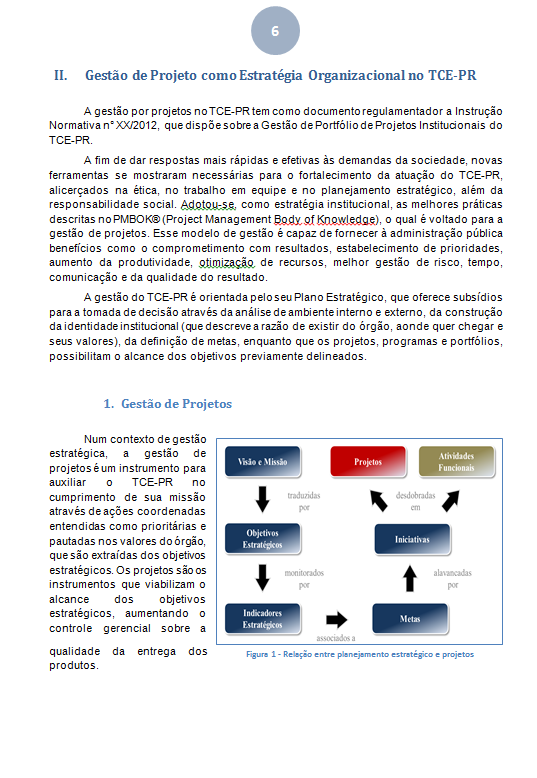 6
II. Gestão de Projeto como Estratégia Organizacional no TCE-PR
A gestão por projetos no TCE-PR tem como documento regulamentador a Instrução
Normativa n° XX/2012, que dispõe sobre a Gestão de Portfólio de Projetos Institucionais do
TCE-PR.
A fim de dar respostas mais rápidas e efetivas às demandas da sociedade, novas
ferramentas se mostraram necessárias para o fortalecimento da atuação do TCE-PR,
alicerçados na ética, no trabalho em equipe e no planejamento estratégico, além da
responsabilidade social. Adotou-se, como estratégia institucional, as melhores práticas
descritas no PMBOK® (Project Management Body of Knowledge), o qual é voltado para a
gestão de projetos. Esse modelo de gestão é capaz de fornecer à administração pública
benefícios como o comprometimento com resultados, estabelecimento de prioridades,
aumento da produtividade, otimização de recursos, melhor gestão de risco, tempo,
comunicação e da qualidade do resultado.
A gestão do TCE-PR é orientada pelo seu Plano Estratégico, que oferece subsídios
para a tomada de decisão através da análise de ambiente interno e externo, da construção
da identidade institucional (que descreve a razão de existir do órgão, aonde quer chegar e
seus valores), da definição de metas, enquanto que os projetos, programas e portfólios,
possibilitam o alcance dos objetivos previamente delineados.
1. Gestão de Projetos
Num contexto de gestão
estratégica, a gestão de
projetos é um instrumento para
auxiliar o TCE-PR no
cumprimento de sua missão
através de ações coordenadas
entendidas como prioritárias e
pautadas nos valores do órgão,
que são extraídas dos objetivos
estratégicos. Os projetos são os
instrumentos que viabilizam o
alcance dos objetivos
estratégicos, aumentando o
controle gerencial sobre a
qualidade da entrega dos
produtos.
Visão e Missão
traduzidas
por
Objetivos
Estratégicos
monitorados
por
Indicadores
Estratégicos
associados a
Metas
alavancadas
por
Iniciativas
desdobradas
em
Projetos
Atividades
Funcionais
Figura 1 - Relação entre planejamento estratégico e projetos